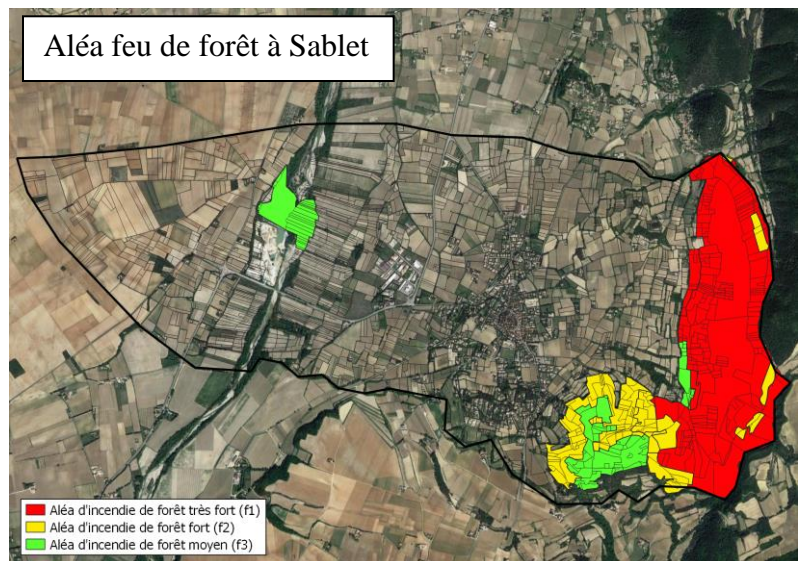 Aléa feu de forêt à Sablet
Aléa d'incendie de forêt très fort (f1)
Aléa d'incendie de forêt fort (f2)
Aléa d'incendie de forêt moyen (f3)